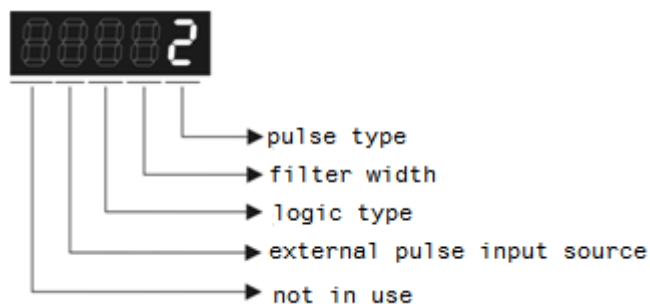 2
pulse type
filter width
logic type
external pulse input source
not in use